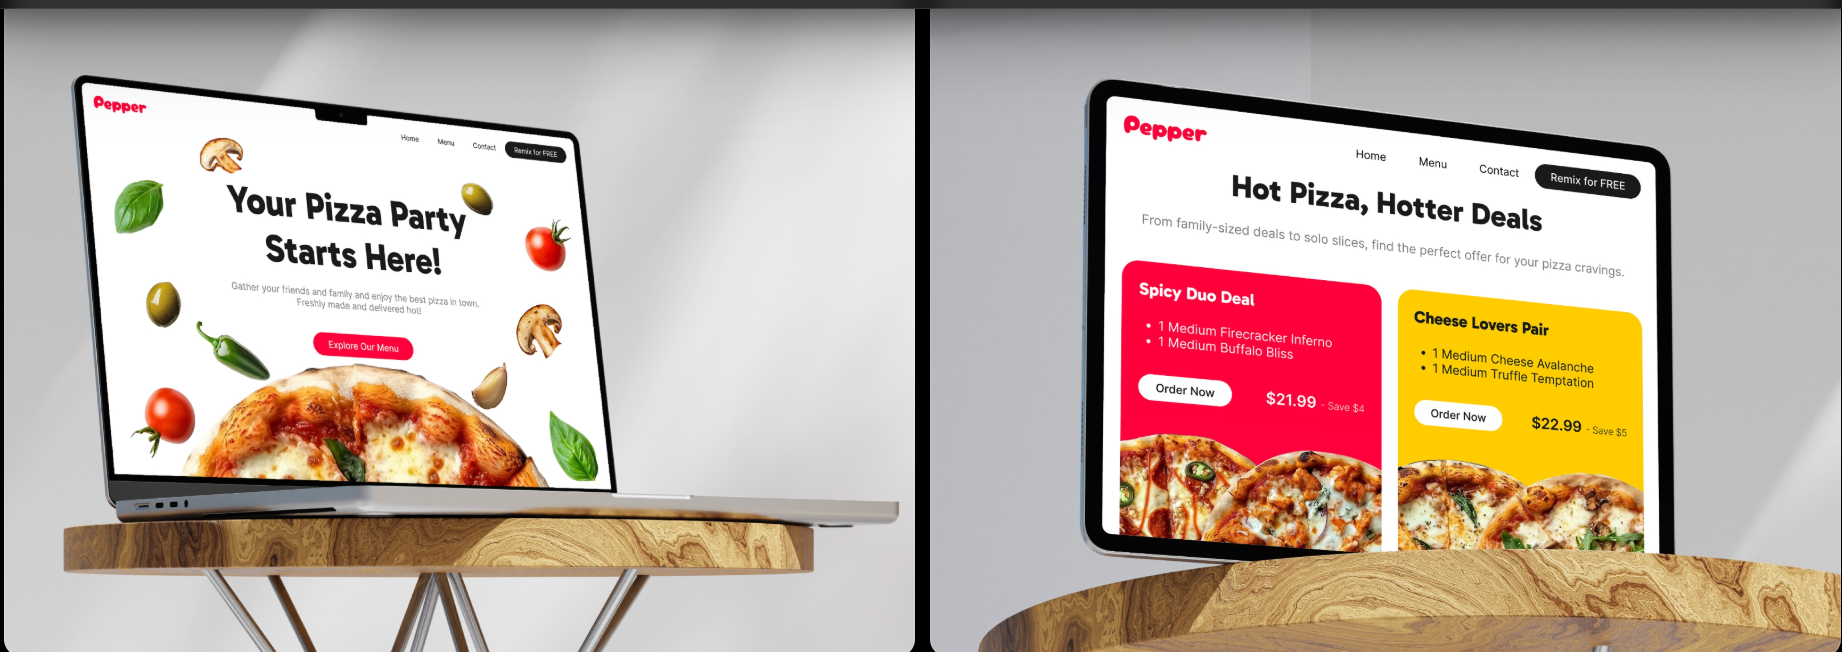 Pepper
Home
Menu
Contact
Remix for FREE
Your Pizza Party
Starts Here!
Gather your friends and family and enjoy the best pizza in town.
Freshly made and delivered hot!
Explore Our Menu
Pepper
Home
Menu
Contact
Remix for FREE
Hot Pizza, Hotter Deals
From family-sized deals to solo slices, find the perfect offer for your pizza cravings.
Spicy Duo Deal
• 1 Medium Firecracker Inferno
• 1 Medium Buffalo Bliss
Order Now
$21.99 - Save $4
Cheese Lovers Pair
• 1 Medium Cheese Avalanche
• 1 Medium Truffle Temptation
Order Now
$22.99 - Save $5